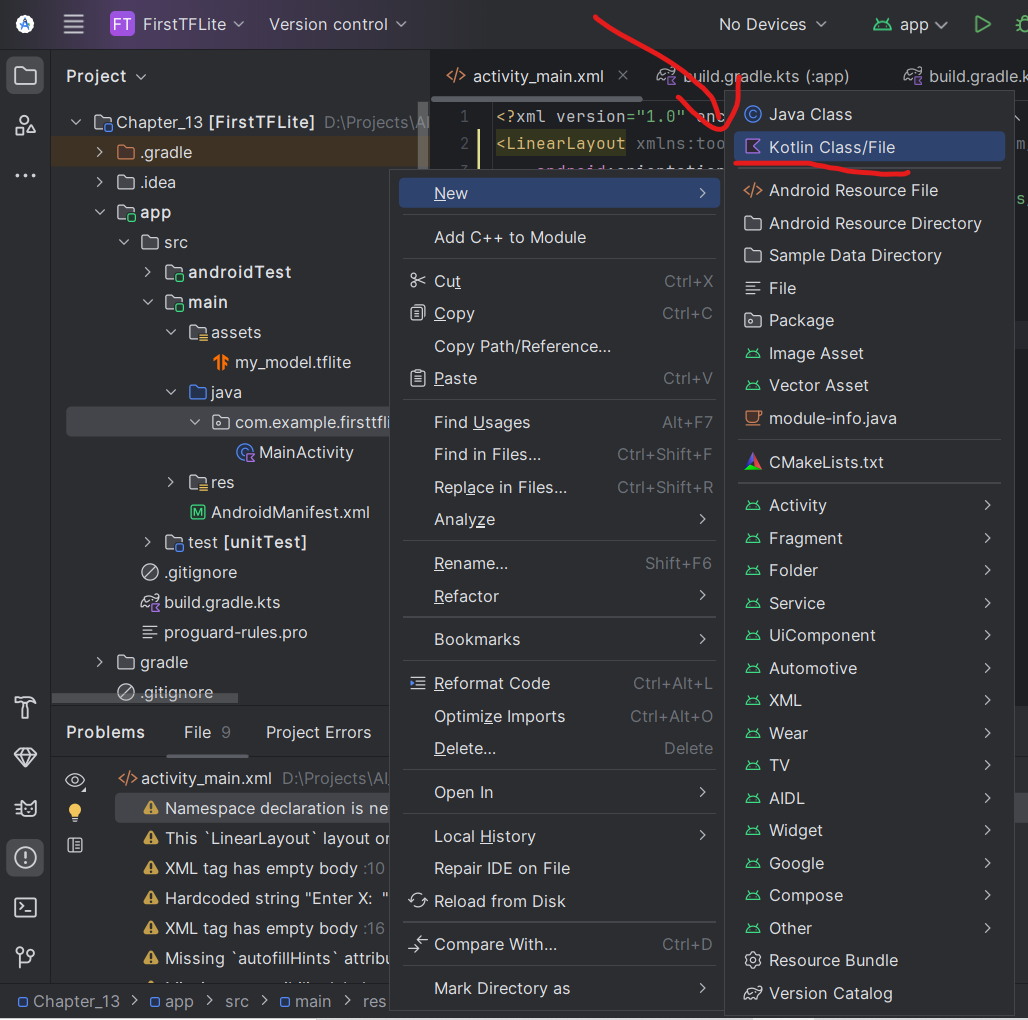 FT FirstTFLite Version control No Devices app
Project
activity_main.xml build.gradle.kts (:app) build.gradle.k
Chapter_13 [FirstTFLite] D:\Projects\AI
.gradle
.idea
app
src
androidTest
main
assets
my_model.tflite
java
com.example.firsttfli
MainActivity
res
AndroidManifest.xml
test [unitTest]
.gitignore
build.gradle.kts
proguard-rules.pro
gradle
.gitignore
1 <?xml version="1.0" enc
2 <LinearLayout xmlns:too
New
Add C++ to Module
Cut Ctrl+X
Copy Ctrl+C
Copy Path/Reference...
Paste Ctrl+V
Find Usages Alt+F7
Find in Files... Ctrl+Shift+F
Replace in Files... Ctrl+Shift+R
Analyze
Rename... Shift+F6
Refactor
Bookmarks
Reformat Code Ctrl+Alt+L
Optimize Imports Ctrl+Alt+O
Delete... Delete
Open In
Local History
Repair IDE on File
Reload from Disk
Compare With... Ctrl+D
Mark Directory as
Java Class
Kotlin Class/File
Android Resource File
Android Resource Directory
Sample Data Directory
File
Package
Image Asset
Vector Asset
module-info.java
CMakeLists.txt
Activity
Fragment
Folder
Service
UiComponent
Automotive
XML
Wear
TV
AIDL
Widget
Google
Compose
Other
Resource Bundle
Version Catalog
Problems File 9 Project Errors
activity_main.xml D:\Projects\AI
Namespace declaration is ne
This `LinearLayout` layout or
XML tag has empty body :10
Hardcoded string "Enter X: "
XML tag has empty body :16
Missing `autofillHints` attribu
Chapter_13 > app > src > main > res